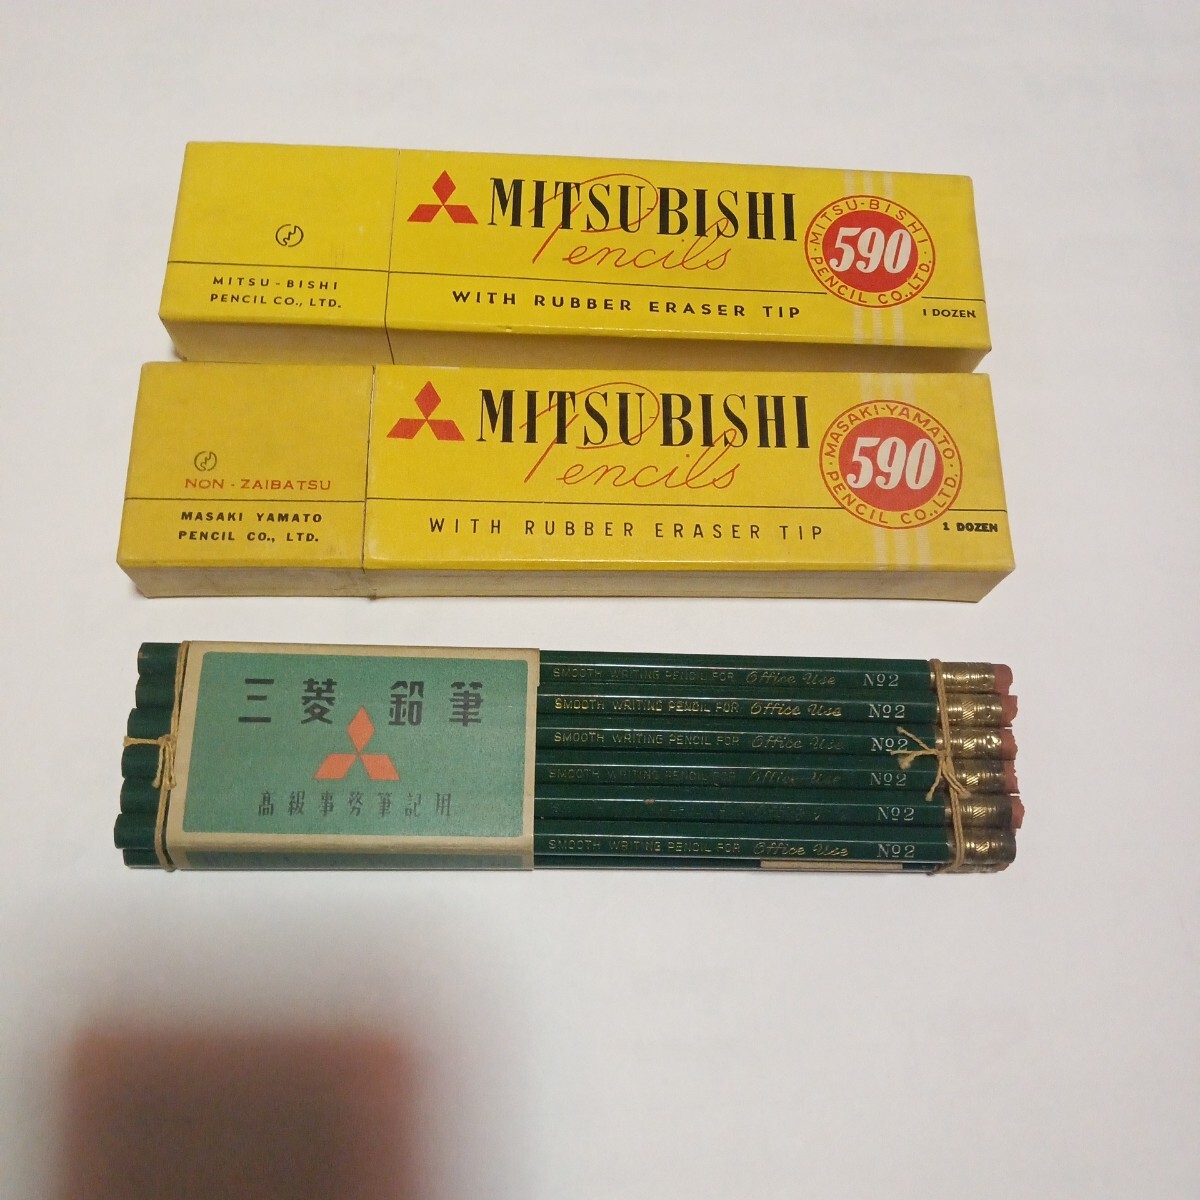 MITSU-BISHI
Pencils
WITH RUBBER ERASER TIP
MITSU-BISHI
PENCIL CO., LTD.
MITSU-BISHI
590
PENCIL CO., LTD.
1 DOZEN
MITSU-BISHI
Pencils
WITH RUBBER ERASER TIP
NON-ZAIBATSU
MASAKI YAMATO
PENCIL CO., LTD.
MASAKI-YAMATO
590
PENCIL CO., LTD.
1 DOZEN
三菱鉛筆
高級事務筆記用
SMOOTH WRITING PENCIL FOR Office Use Nº2
SMOOTH WRITING PENCIL FOR Office Use Nº2
SMOOTH WRITING PENCIL FOR Office Use Nº2
SMOOTH WRITING PENCIL FOR Office Use Nº2
Nº2
SMOOTH WRITING PENCIL FOR Office Use Nº2